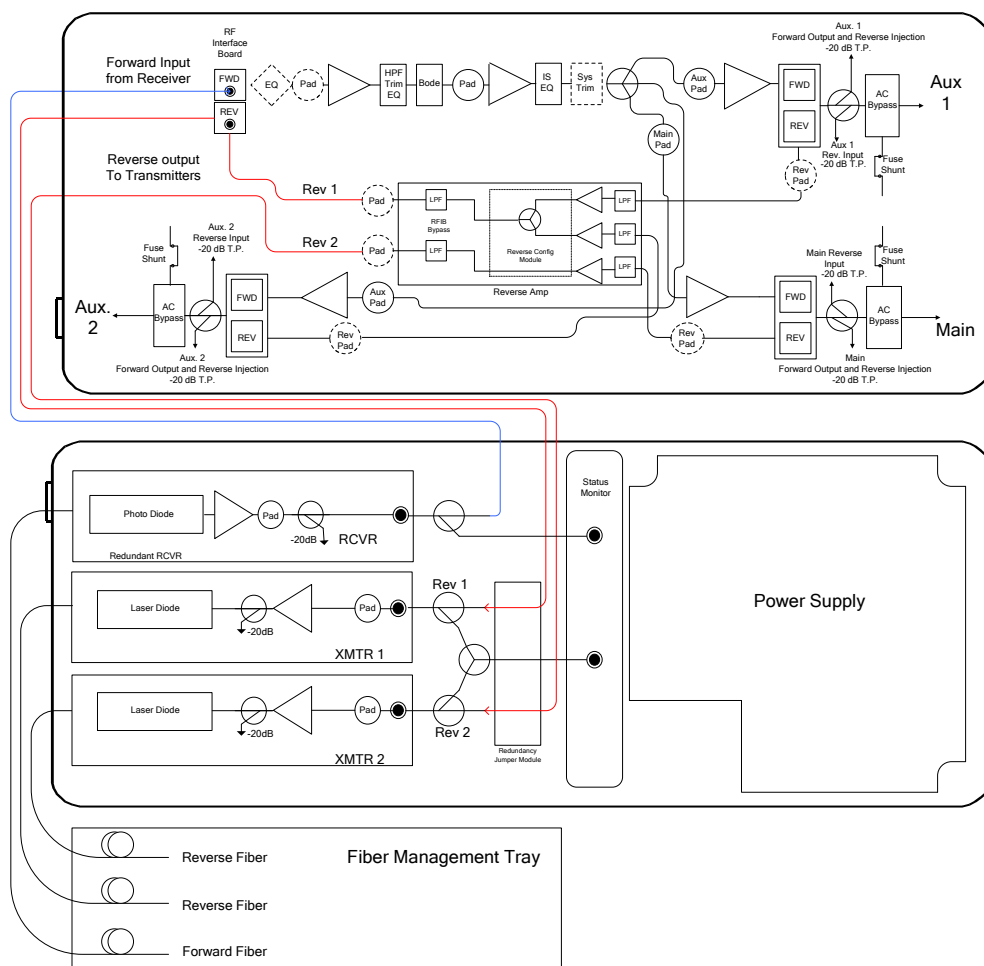 RF
Interface
Board
Forward Input
from Receiver
FWD
REV
EQ
Pad
HPF
Trim
EQ
Bode
Pad
IS
EQ
Sys
Trim
Aux
Pad
Main
Pad
FWD
REV
Rev
Pad
Aux. 1
Forward Output and Reverse Injection
-20 dB T.P.
AC
Bypass
Aux
1
Aux 1
Rev. Input
-20 dB T.P.
Fuse
Shunt
Reverse output
To Transmitters
Rev 1
Pad
LPF
RFIB
Bypass
Rev 2
Pad
LPF
Reverse Config
Module
LPF
LPF
LPF
Reverse Amp
Fuse
Shunt
Aux. 2
Reverse Input
-20 dB T.P.
Aux.
2
AC
Bypass
FWD
REV
Aux
Pad
Rev
Pad
Aux. 2
Forward Output and Reverse Injection
-20 dB T.P.
Rev
Pad
FWD
REV
Main Reverse
Input
-20 dB T.P.
Fuse
Shunt
AC
Bypass
Main
Main
Forward Output and Reverse Injection
-20 dB T.P.
Photo Diode
Pad
-20dB
RCVR
Redundant RCVR
Status
Monitor
Power Supply
Laser Diode
-20dB
Pad
XMTR 1
Rev 1
Laser Diode
-20dB
Pad
XMTR 2
Rev 2
Redundancy
Jumper Module
Fiber Management Tray
Reverse Fiber
Reverse Fiber
Forward Fiber